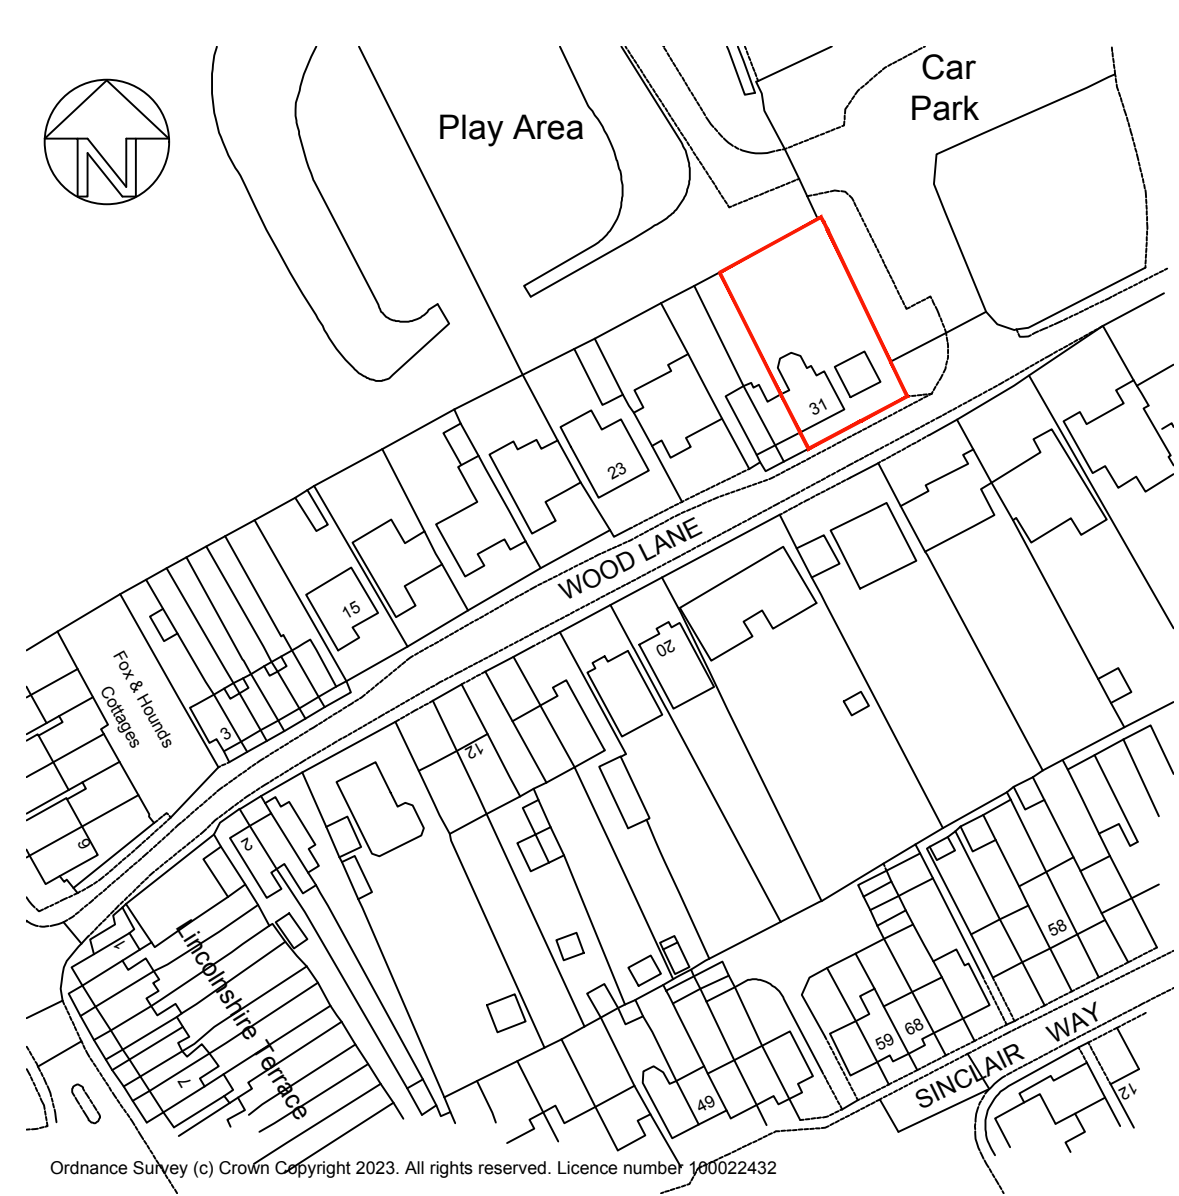 Car
Park
Play Area
N
31
23
WOOD LANE
15
20
Fox & Hounds
Cottages
3
12
9
2
1
Lincolnshire Terrace
7
58
59
68
SINCLAIR WAY
49
12
Ordnance Survey (c) Crown Copyright 2023. All rights reserved. Licence number 100022432